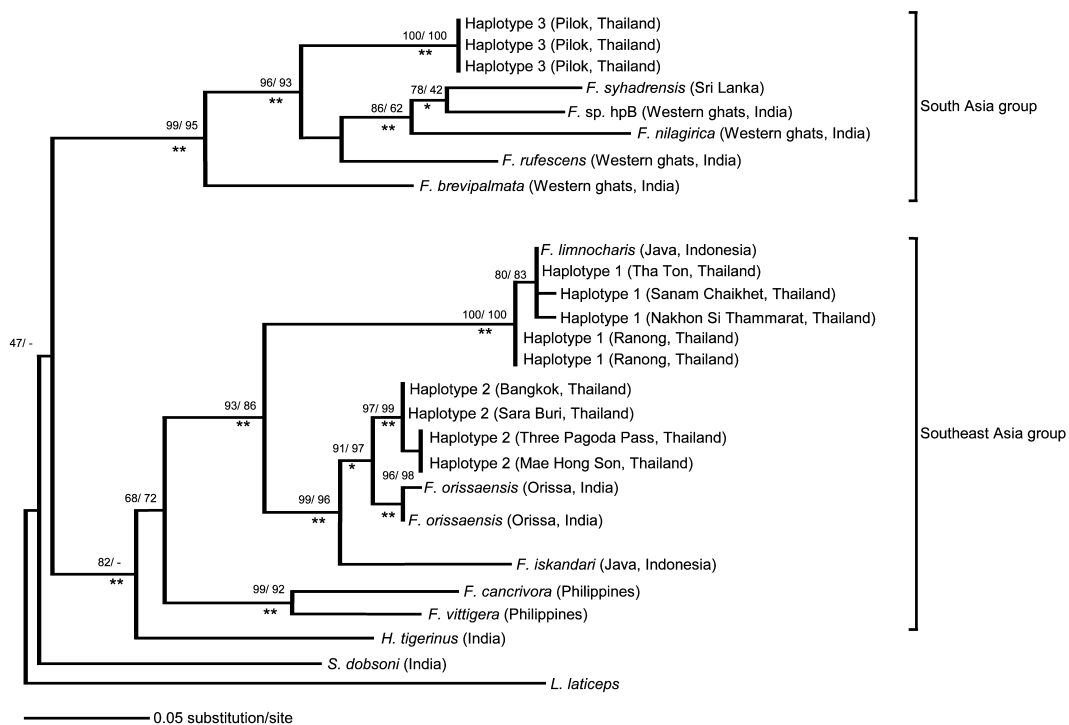 Haplotype 3 (Pilok, Thailand)
100/ 100
Haplotype 3 (Pilok, Thailand)
**
Haplotype 3 (Pilok, Thailand)
96/ 93
**
78/ 42
F. syhadrensis (Sri Lanka)
*
86/ 62
F. sp. hpB (Western ghats, India)
**
F. nilagirica (Western ghats, India)
South Asia group
99/ 95
**
F. rufescens (Western ghats, India)
F. brevipalmata (Western ghats, India)
F. limnocharis (Java, Indonesia)
80/ 83
Haplotype 1 (Tha Ton, Thailand)
Haplotype 1 (Sanam Chaikhet, Thailand)
100/ 100
**
Haplotype 1 (Nakhon Si Thammarat, Thailand)
Haplotype 1 (Ranong, Thailand)
Haplotype 1 (Ranong, Thailand)
47/ -
Haplotype 2 (Bangkok, Thailand)
93/ 86
**
97/ 99
**
Haplotype 2 (Sara Buri, Thailand)
Haplotype 2 (Three Pagoda Pass, Thailand)
Southeast Asia group
91/ 97
*
Haplotype 2 (Mae Hong Son, Thailand)
96/ 98
**
F. orissaensis (Orissa, India)
68/ 72
99/ 96
**
F. orissaensis (Orissa, India)
82/ -
**
F. iskandari (Java, Indonesia)
99/ 92
**
F. cancrivora (Philippines)
F. vittigera (Philippines)
H. tigerinus (India)
S. dobsoni (India)
L. laticeps
0.05 substitution/site